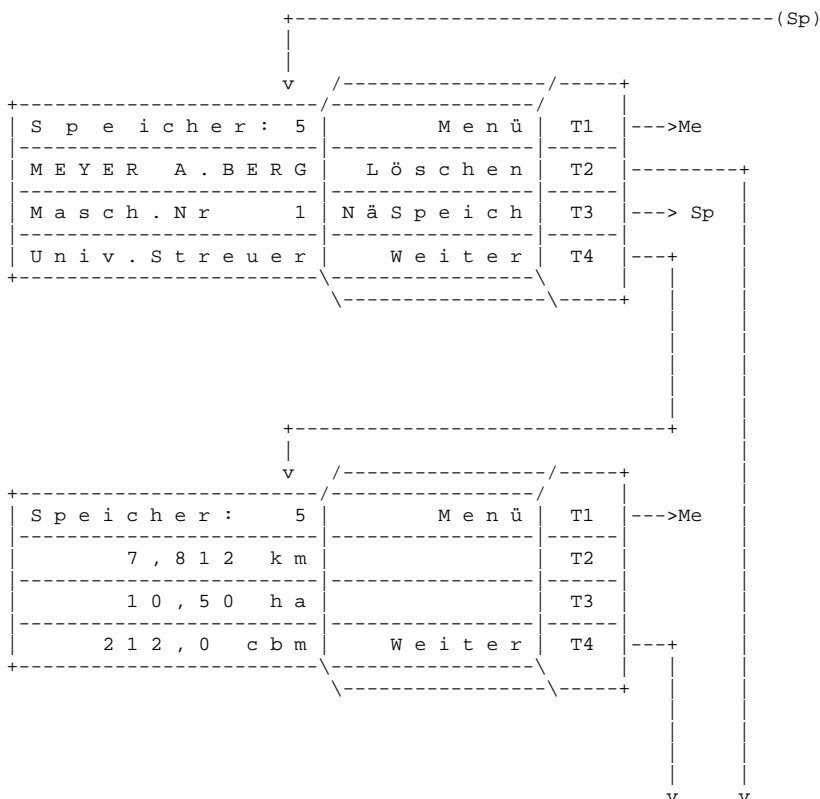 (Sp)
S p e icher: 5 Menü T1 --->Me
MEYER A.BERG Löschen T2
Masch.Nr 1 NäSpeich T3 ---> Sp
Univ.Streuer Weiter T4
v
Speicher: 5 Menü T1 --->Me
7,812 km T2
10,50 ha T3
212,0 cbm Weiter T4
v v